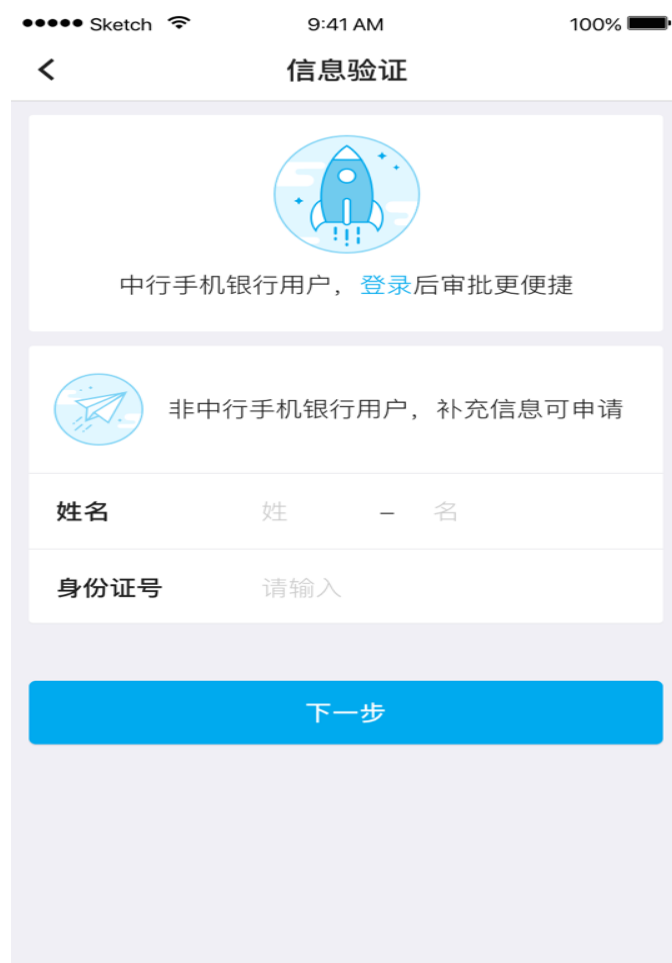 Sketch 9:41 AM 100%
信息验证
中行手机银行用户，登录后审批更便捷
非中行手机银行用户，补充信息可申请
姓名 姓 – 名
身份证号 请输入
下一步